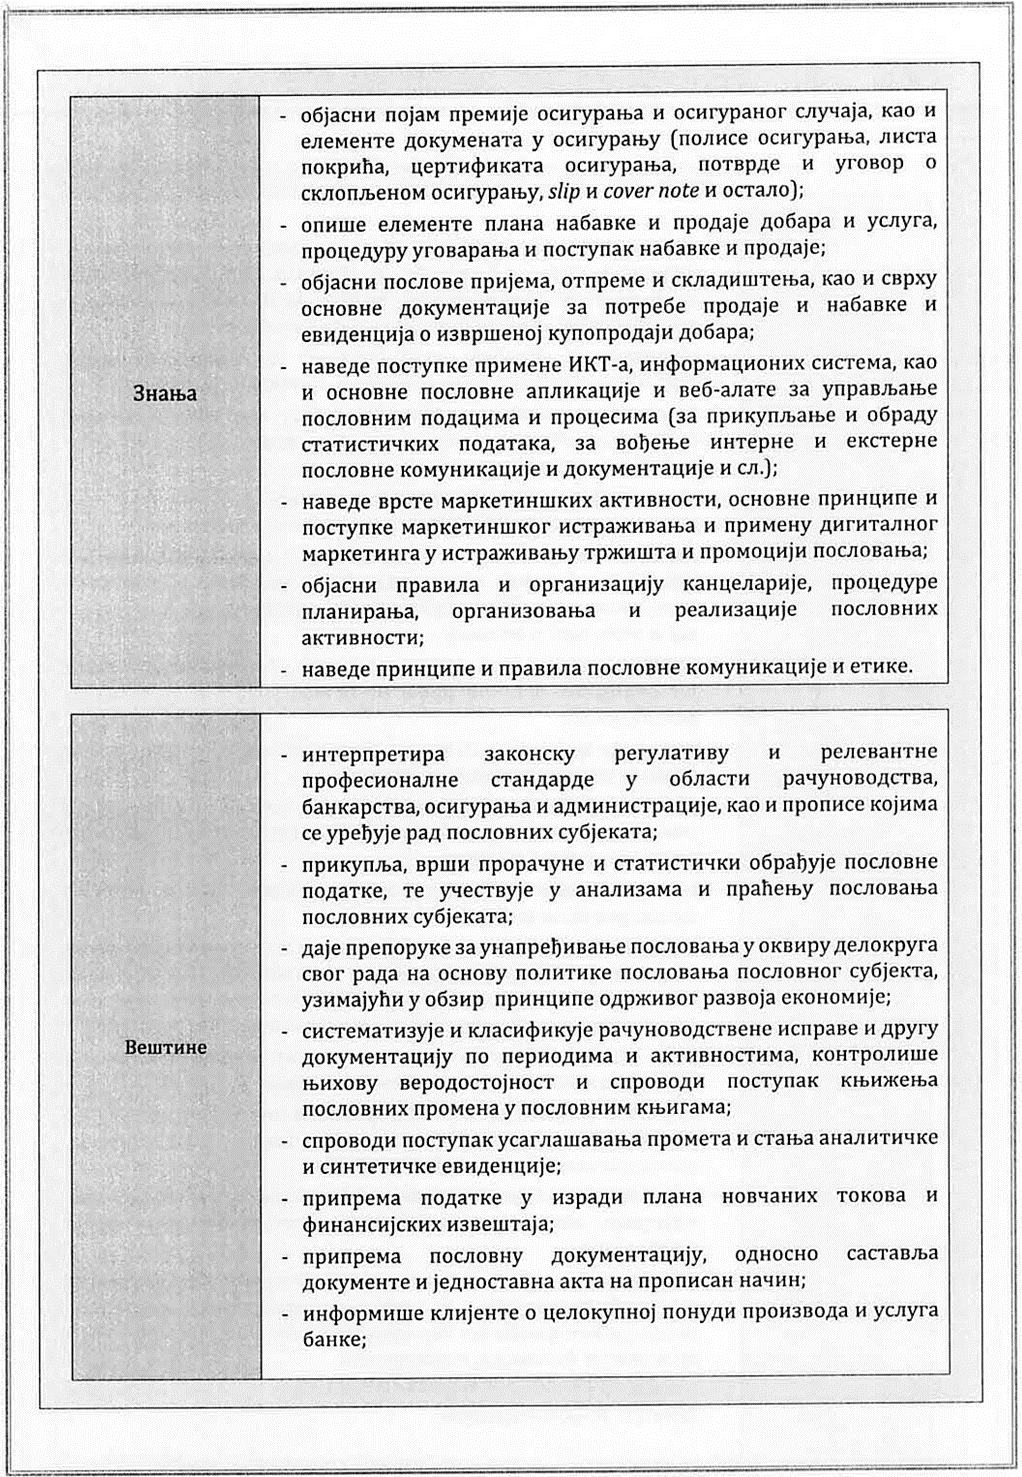 Знања
- објасни појам премије осигурања и осигураног случаја, као и
елементе докумената у осигурању (полисе осигурања, листа
покрића, цертификата осигурања, потврде и уговор о
склопљеном осигурању, slip и cover note и остало);
- опише елементе плана набавке и продаје добара и услуга,
процедуру уговарања и поступак набавке и продаје;
- објасни послове пријема, отпреме и складиштења, као и сврху
основне документације за потребе продаје и набавке и
евиденција о извршеној купопродаји добара;
- наведе поступке примене ИКТ-а, информационих система, као
и основне пословне апликације и веб-алате за управљање
пословним подацима и процесима (за прикупљање и обраду
статистичких података, за вођење интерне и екстерне
пословне комуникације и документације и сл.);
- наведе врсте маркетиншких активности, основне принципе и
поступке маркетиншког истраживања и примену дигиталног
маркетинга у истраживању тржишта и промоцији пословања;
- објасни правила и организацију канцеларије, процедуре
планирања, организовања и реализације пословних
активности;
- наведе принципе и правила пословне комуникације и етике.
Вештине
- интерпретира законску регулативу и релевантне
професионалне стандарде у области рачуноводства,
банкарства, осигурања и администрације, као и прописе којима
се уређује рад пословних субјеката;
- прикупља, врши прорачуне и статистички обрађује пословне
податке, те учествује у анализама и праћењу пословања
пословних субјеката;
- даје препоруке за унапређивање пословања у оквиру делокруга
свог рада на основу политике пословања пословног субјекта,
узимајући у обзир принципе одрживог развоја економије;
- систематизује и класификује рачуноводствене исправе и другу
документацију по периодима и активностима, контролише
њихову веродостојност и спроводи поступак књижења
пословних промена у пословним књигама;
- спроводи поступак усаглашавања промета и стања аналитичке
и синтетичке евиденције;
- припрема податке у изради плана новчаних токова и
финансијских извештаја;
- припрема пословну документацију, односно саставља
документе и једноставна акта на прописан начин;
- информише клијенте о целокупној понуди производа и услуга
банке;